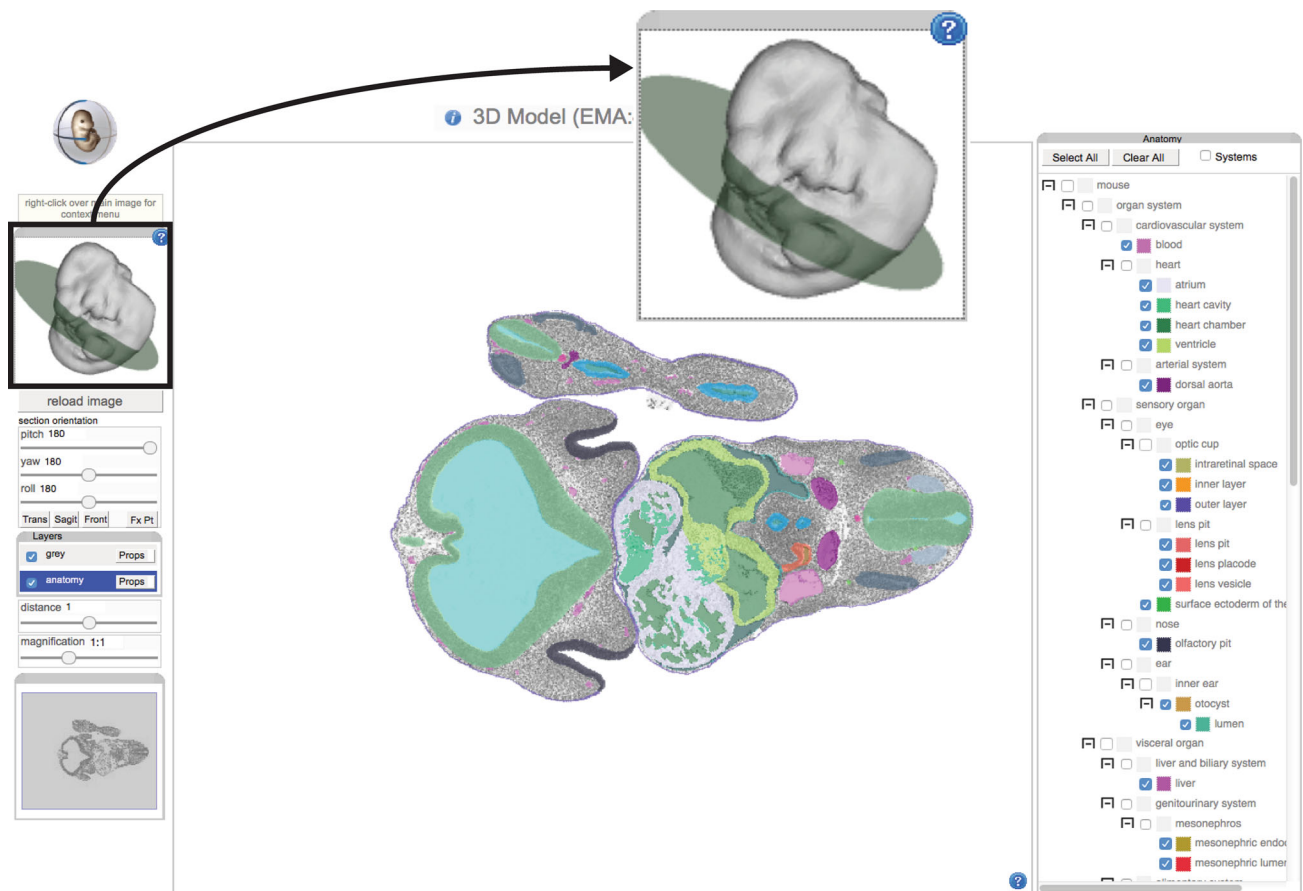 ?
i 3D Model (EMA:
right-click over main image for
context menu
?
reload image
section orientation
pitch 180
yaw 180
roll 180
Trans Sagit Front Fx Pt
Layers
grey Props
anatomy Props
distance 1
magnification 1:1
?
Anatomy
Select All Clear All Systems
mouse
organ system
cardiovascular system
blood
heart
atrium
heart cavity
heart chamber
ventricle
arterial system
dorsal aorta
sensory organ
eye
optic cup
intraretinal space
inner layer
outer layer
lens pit
lens pit
lens placode
lens vesicle
surface ectoderm of the
nose
olfactory pit
ear
inner ear
otocyst
lumen
visceral organ
liver and biliary system
liver
genitourinary system
mesonephros
mesonephric endo
mesonephric lumen